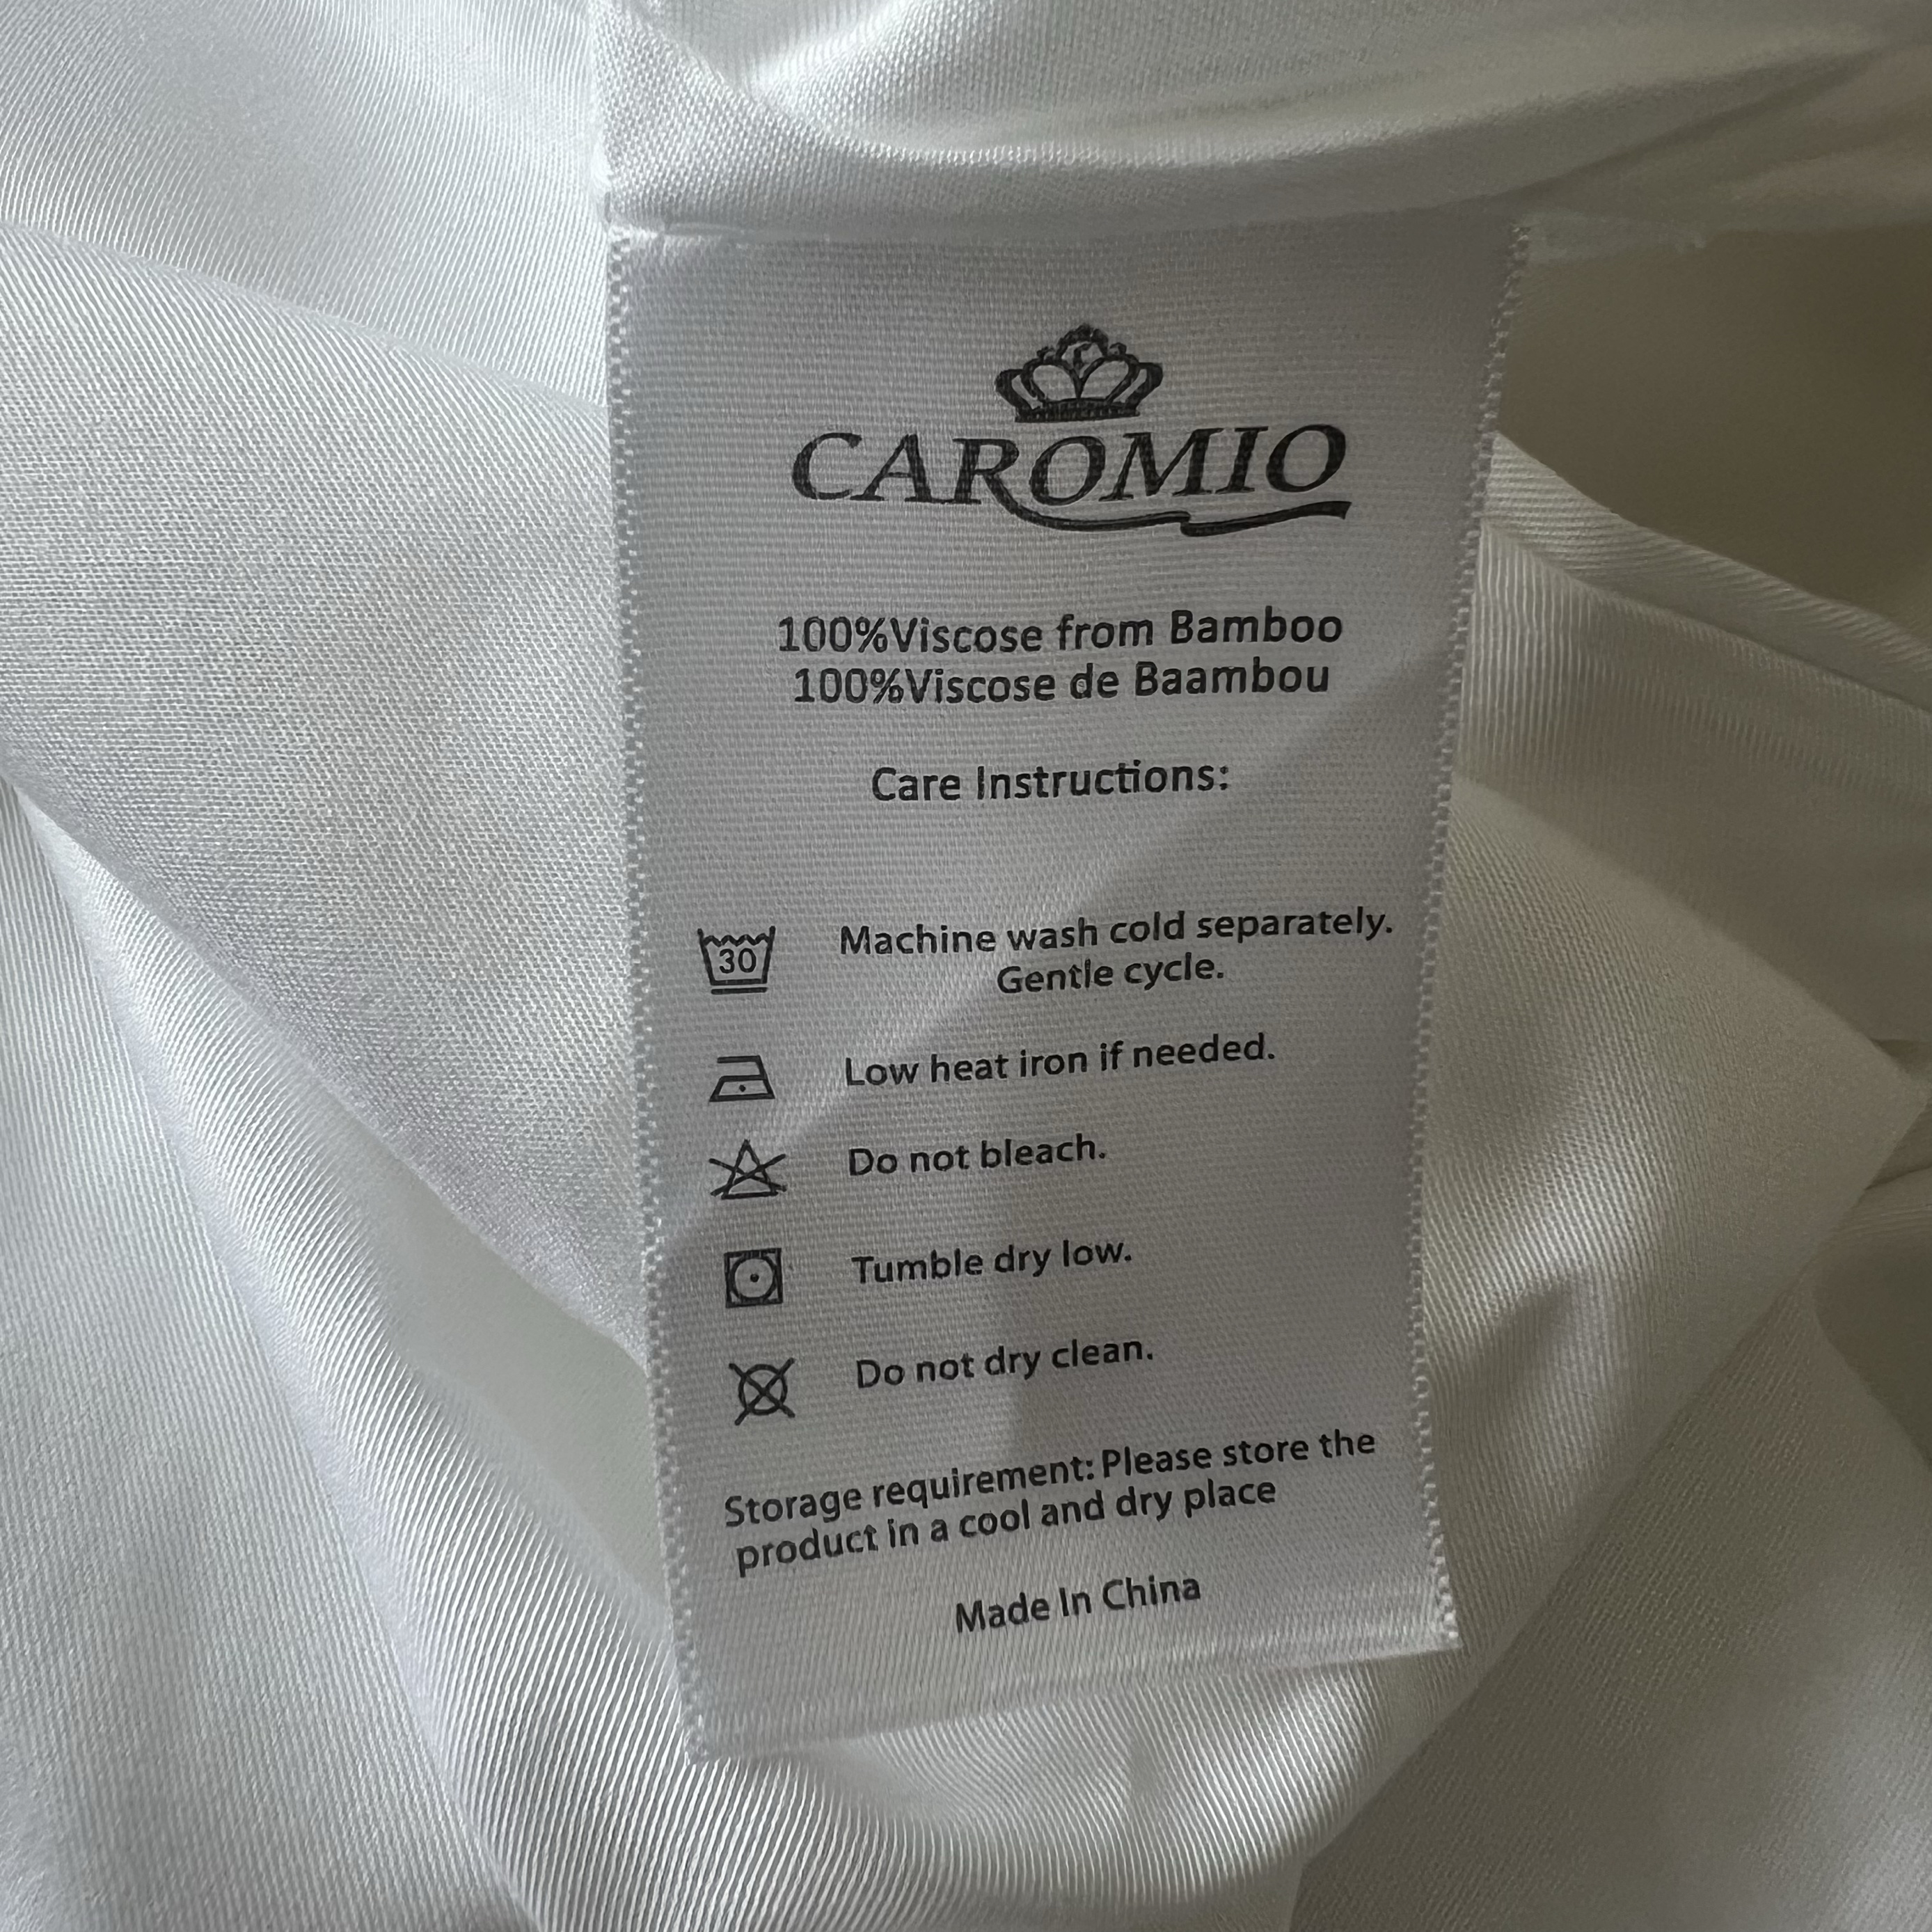 CAROMIO
100%Viscose from Bamboo
100%Viscose de Baambou
Care Instructions:
30
Machine wash cold separately.
Gentle cycle.
Low heat iron if needed.
Do not bleach.
Tumble dry low.
Do not dry clean.
Storage requirement: Please store the
product in a cool and dry place
Made In China